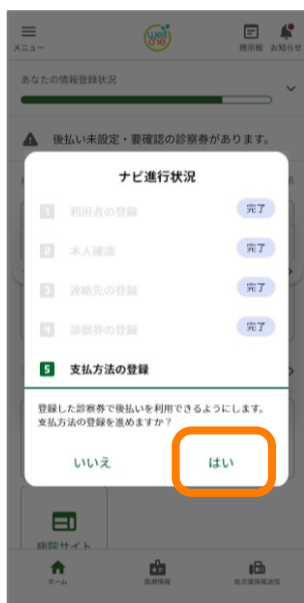 メニュー
well
one
掲示板 お知らせ
あなたの情報登録状況
後払い未設定・要確認の診察券があります。
ナビ進行状況
1 利用者の登録 完了
2 本人確認 完了
3 連絡先の登録 完了
4 診察券の登録 完了
5 支払方法の登録
登録した診察券で後払いを利用できるようにします。
支払方法の登録を進めますか？
いいえ はい
病院サイト
ホーム 医療情報 処方箋情報送信